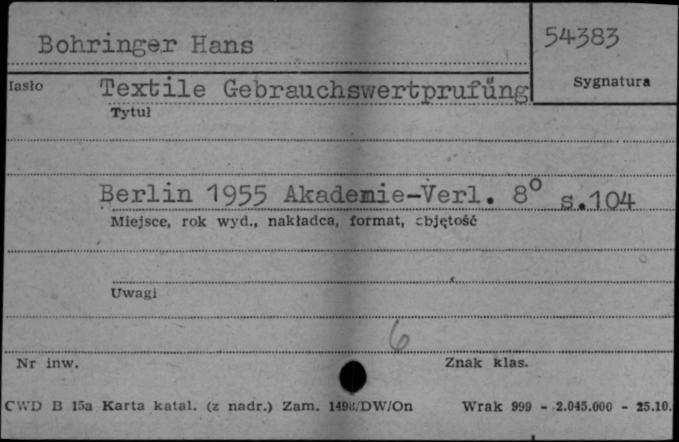 Bohringer Hans
54383
Hasło
Textile Gebrauchswertprufung
Sygnatura
Tytuł
Berlin 1955 Akademie-Verl. 8° s.104
Miejsce, rok wyd., nakładca, format, objętość
Uwagi
6
Nr inw.
Znak klas.
CWD B 15a Karta katal. (z nadr.) Zam. 1498/DW/On
Wrak 999 - 2.045.000 - 25.10.